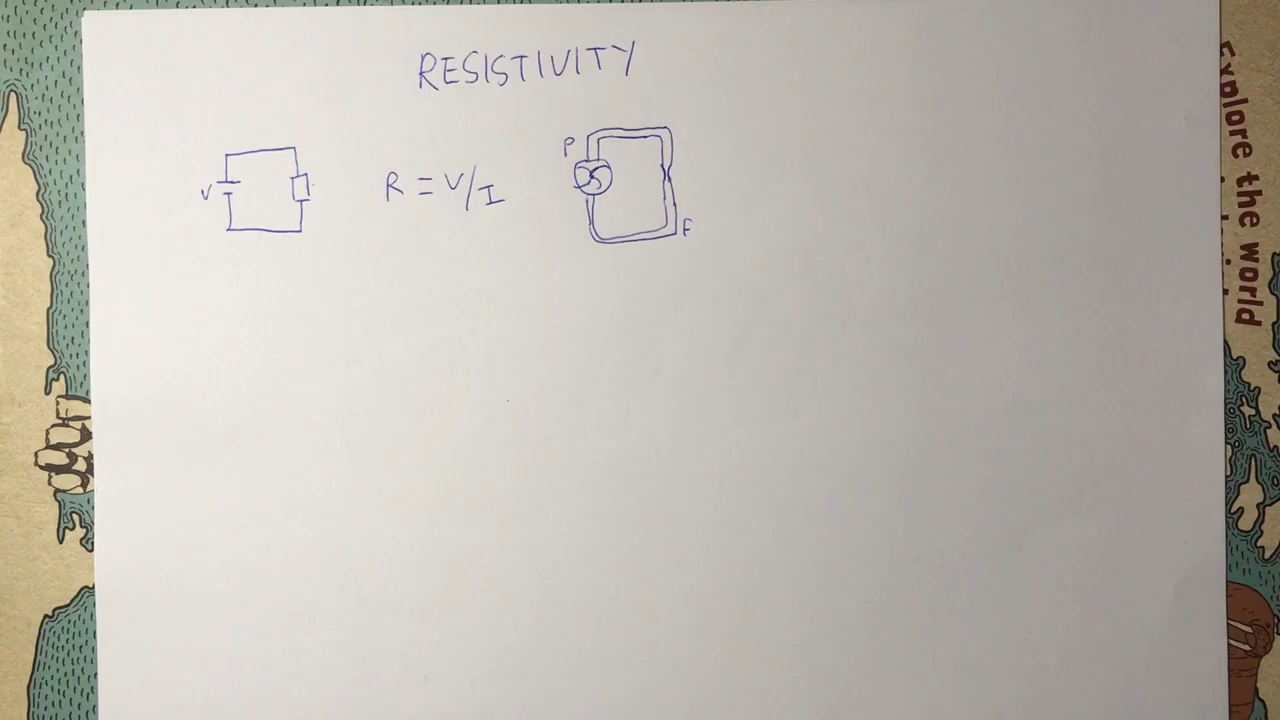 RESISTIVITY
V
R = V/I
P
F
Explore the world